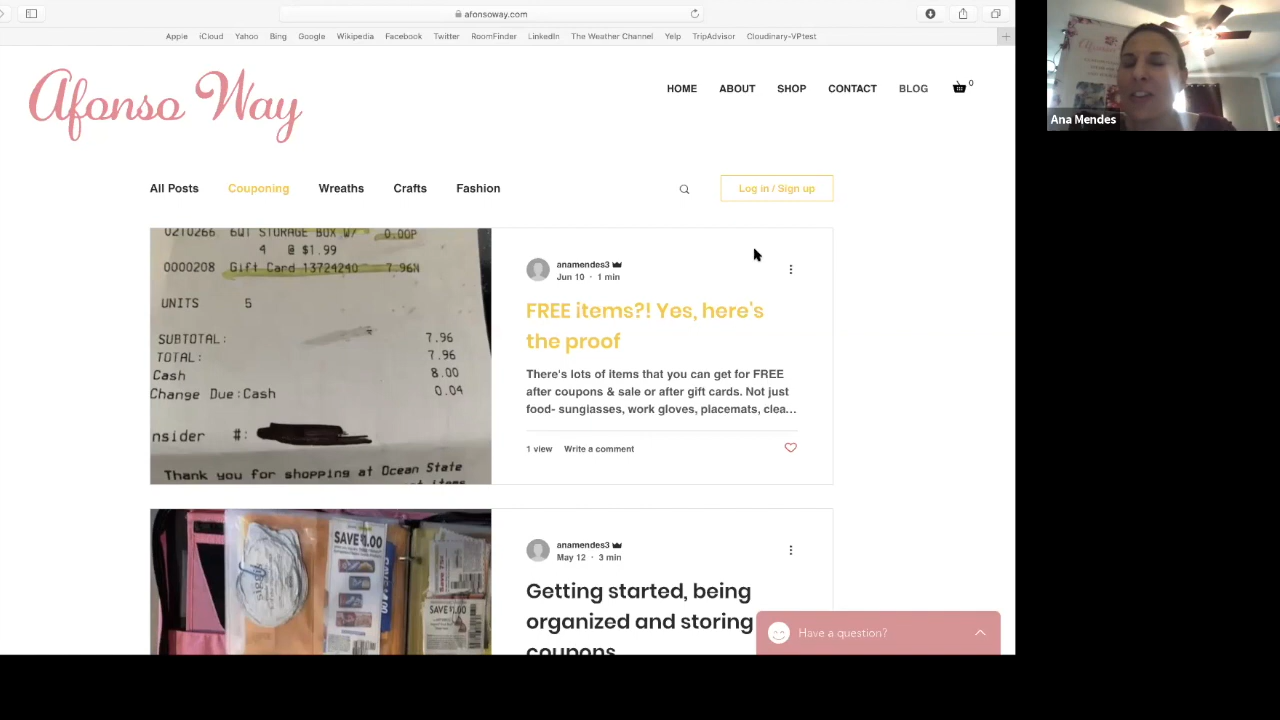 afonsoway.com
Apple iCloud Yahoo Bing Google Wikipedia Facebook Twitter RoomFinder LinkedIn The Weather Channel Yelp TripAdvisor Cloudinary-VPtest
Afonso Way
HOME ABOUT SHOP CONTACT BLOG 0
Ana Mendes
All Posts Couponing Wreaths Crafts Fashion Log in / Sign up
0210266 6QT STORAGE BOX W/ 0.00P
4 @ $1.99
0000208 Gift Card 13724240 7.96N
UNITS 5
SUBTOTAL: 7.96
TOTAL: 7.96
Cash 8.00
Change Due:Cash 0.04
nsider #:
Thank you for shopping at Ocean State
anamendes3
Jun 10 · 1 min
FREE items?! Yes, here's
the proof
There's lots of items that you can get for FREE
after coupons & sale or after gift cards. Not just
food- sunglasses, work gloves, placemats, clea...
1 view Write a comment
SAVE $1.00
SAVE $1.00
siggi's
anamendes3
May 12 · 3 min
Getting started, being
organized and storing
coupons
Have a question?